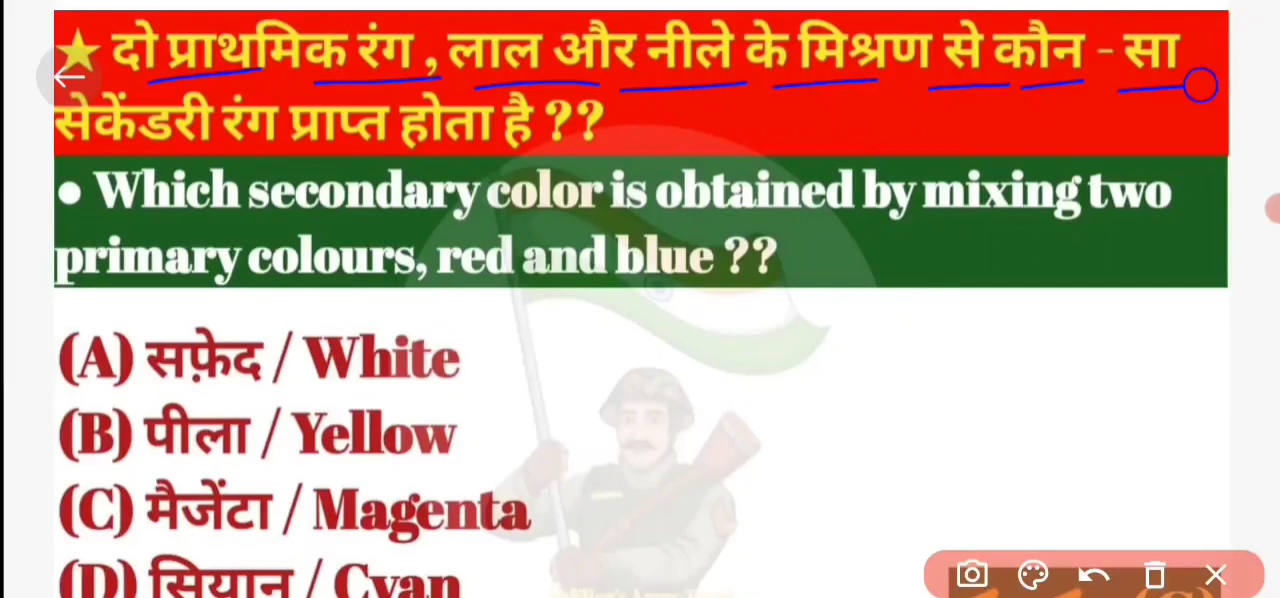 ★ दो प्राथमिक रंग , लाल और नीले के मिश्रण से कौन - सा
सेकेंडरी रंग प्राप्त होता है ??
● Which secondary color is obtained by mixing two
primary colours, red and blue ??
(A) सफ़ेद / White
(B) पीला / Yellow
(C) मैजेंटा / Magenta
(D) सियान / Cyan